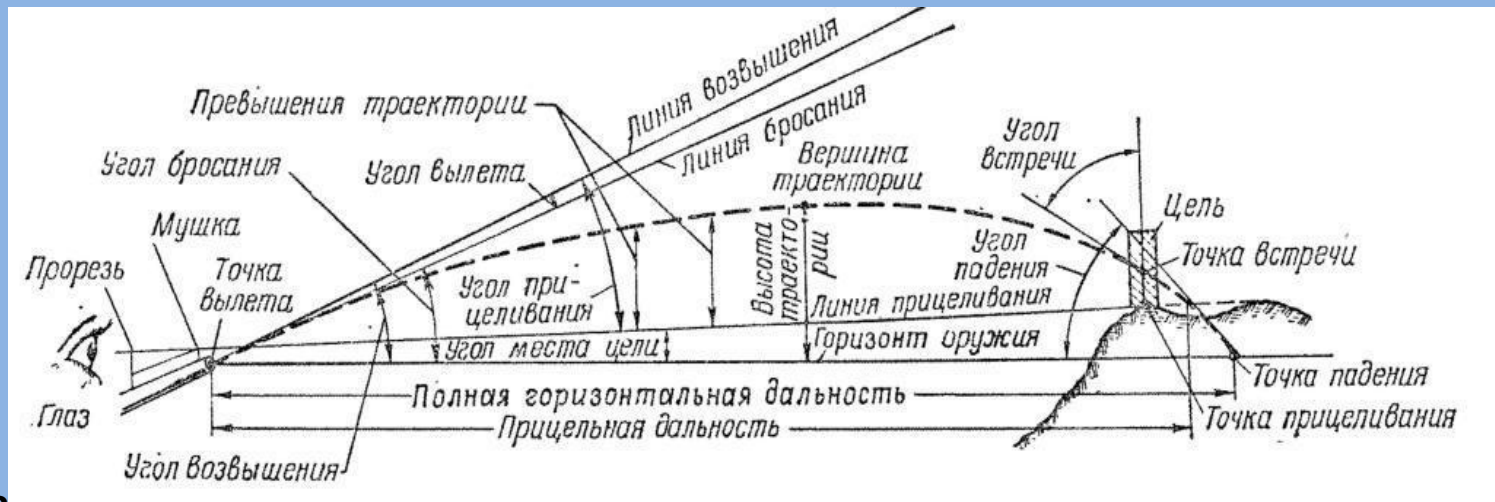 Превышения траектории
Линия возвышения
Линия бросания
Угол бросания
Угол вылета
Вершина
траектории
Угол
встречи
Мушка
Прорезь
Точка
вылета
Цель
Точка встречи
Угол при-
целивания
Высота
траекто-
рии
Угол
падения
Линия прицеливания
Угол места цели
Горизонт оружия
Глаз
Полная горизонтальная дальность
Точка падения
Прицельная дальность
Точка прицеливания
Угол возвышения